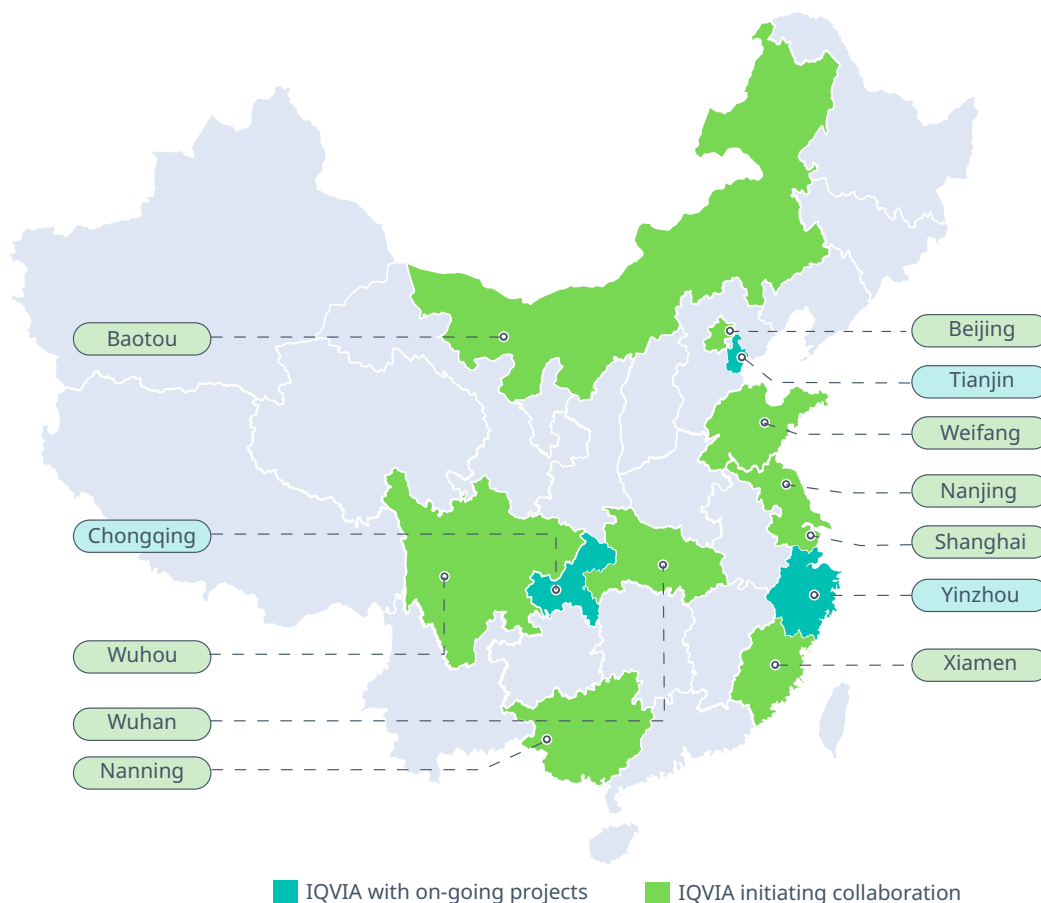 Baotou
Chongqing
Wuhou
Wuhan
Nanning
Beijing
Tianjin
Weifang
Nanjing
Shanghai
Yinzhou
Xiamen
IQVIA with on-going projects
IQVIA initiating collaboration